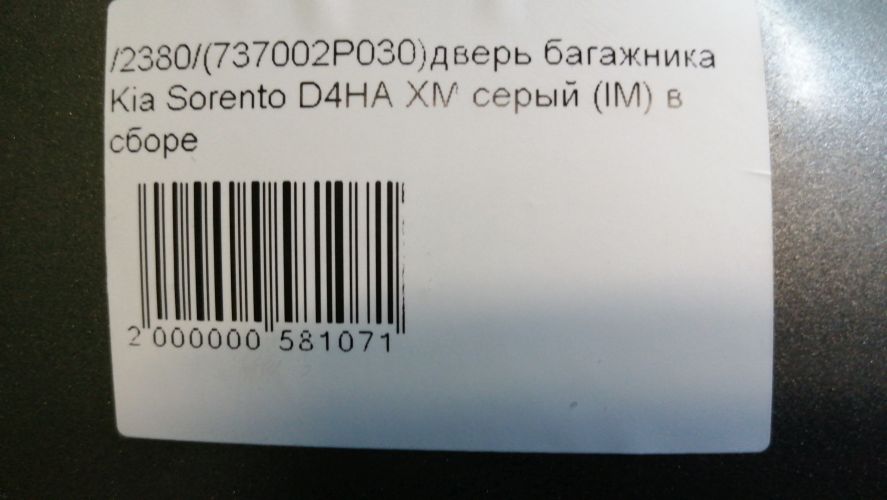 /2380/(737002P030)дверь багажника
Kia Sorento D4HA XM серый (IM) в
сборе
2 000000 581071